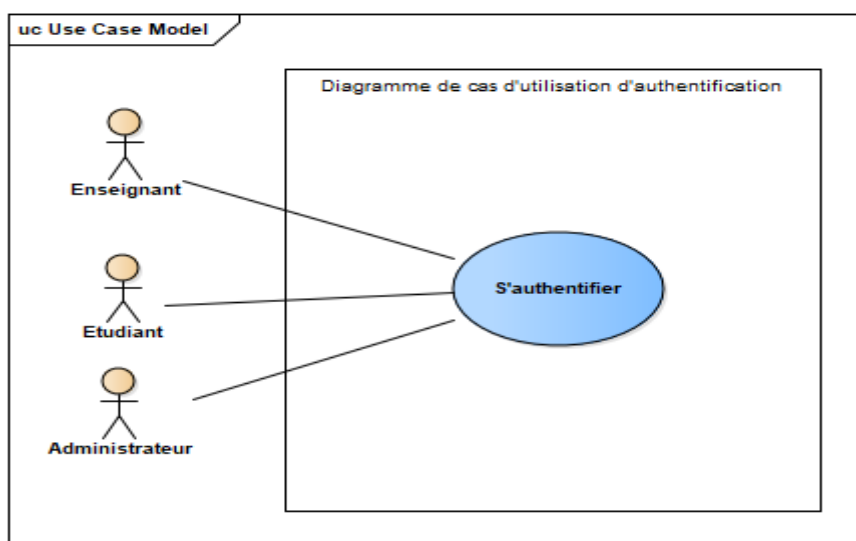 uc Use Case Model
Diagramme de cas d'utilisation d'authentification
Enseignant
S'authentifier
Etudiant
Administrateur